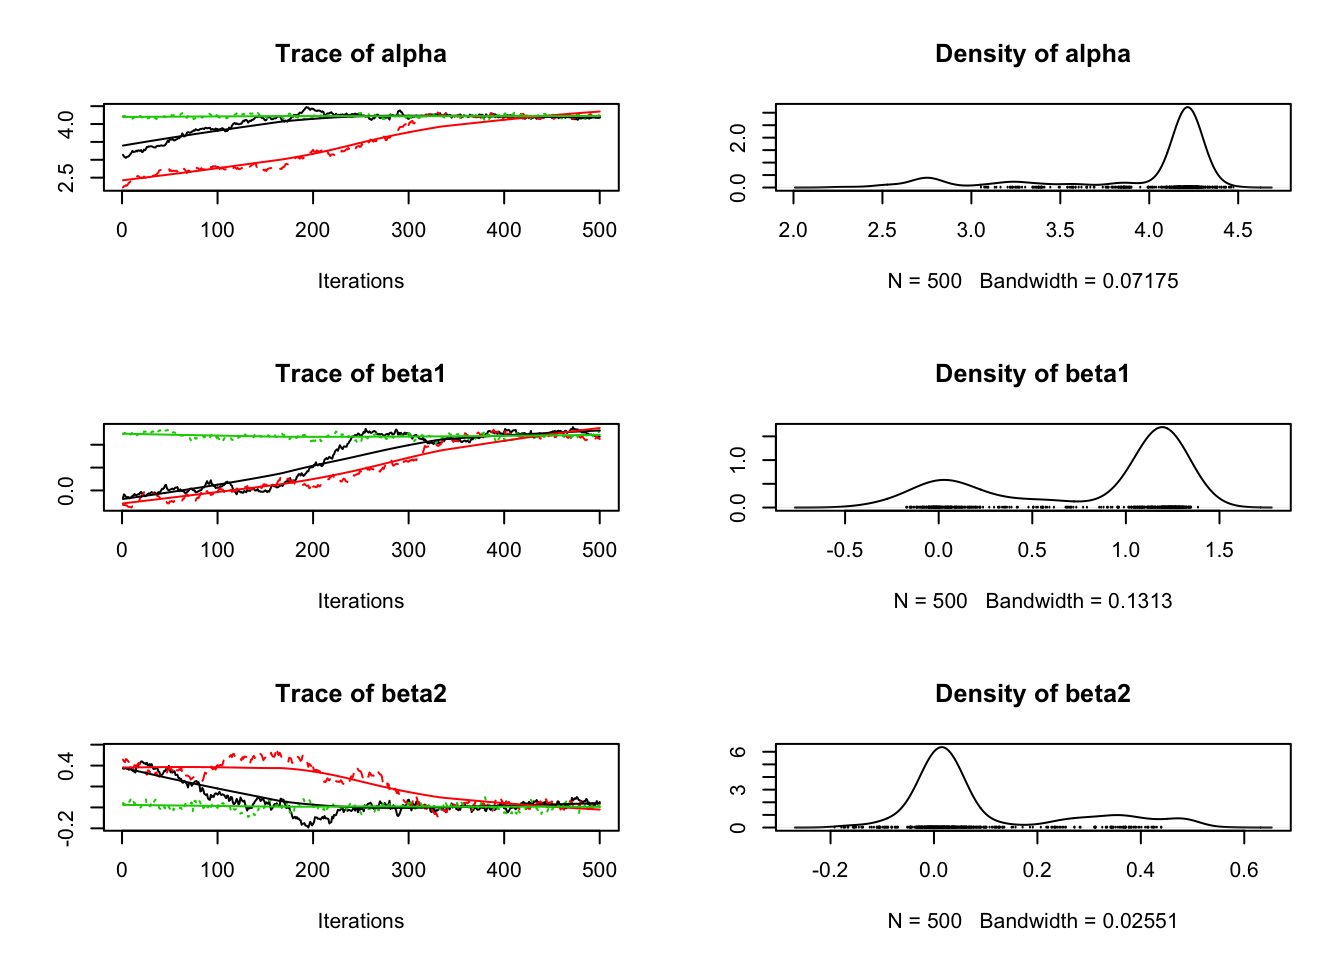 Trace of alpha
4.0
2.5
0 100 200 300 400 500
Iterations
Density of alpha
2.0
0.0
2.0 2.5 3.0 3.5 4.0 4.5
N = 500 Bandwidth = 0.07175
Trace of beta1
0.0
0 100 200 300 400 500
Iterations
Density of beta1
1.0
0.0
-0.5 0.0 0.5 1.0 1.5
N = 500 Bandwidth = 0.1313
Trace of beta2
0.4
-0.2
0 100 200 300 400 500
Iterations
Density of beta2
6
3
0
-0.2 0.0 0.2 0.4 0.6
N = 500 Bandwidth = 0.02551